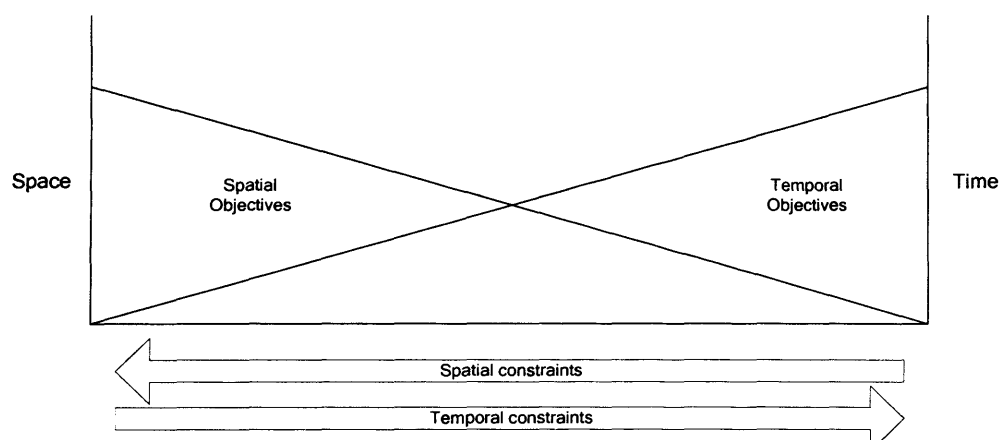 Space
Spatial
Objectives
Temporal
Objectives
Time
Spatial constraints
Temporal constraints